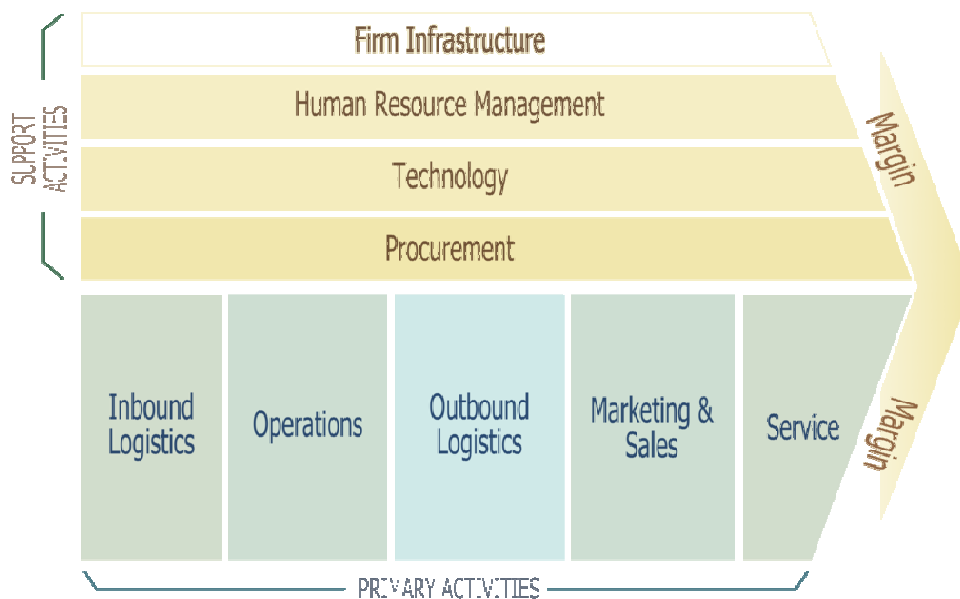 Firm Infrastructure
Human Resource Management
Technology
Procurement
SUPPORT
ACTIVITIES
Margin
Inbound
Logistics
Operations
Outbound
Logistics
Marketing &
Sales
Service
Margin
PRIMARY ACTIVITIES